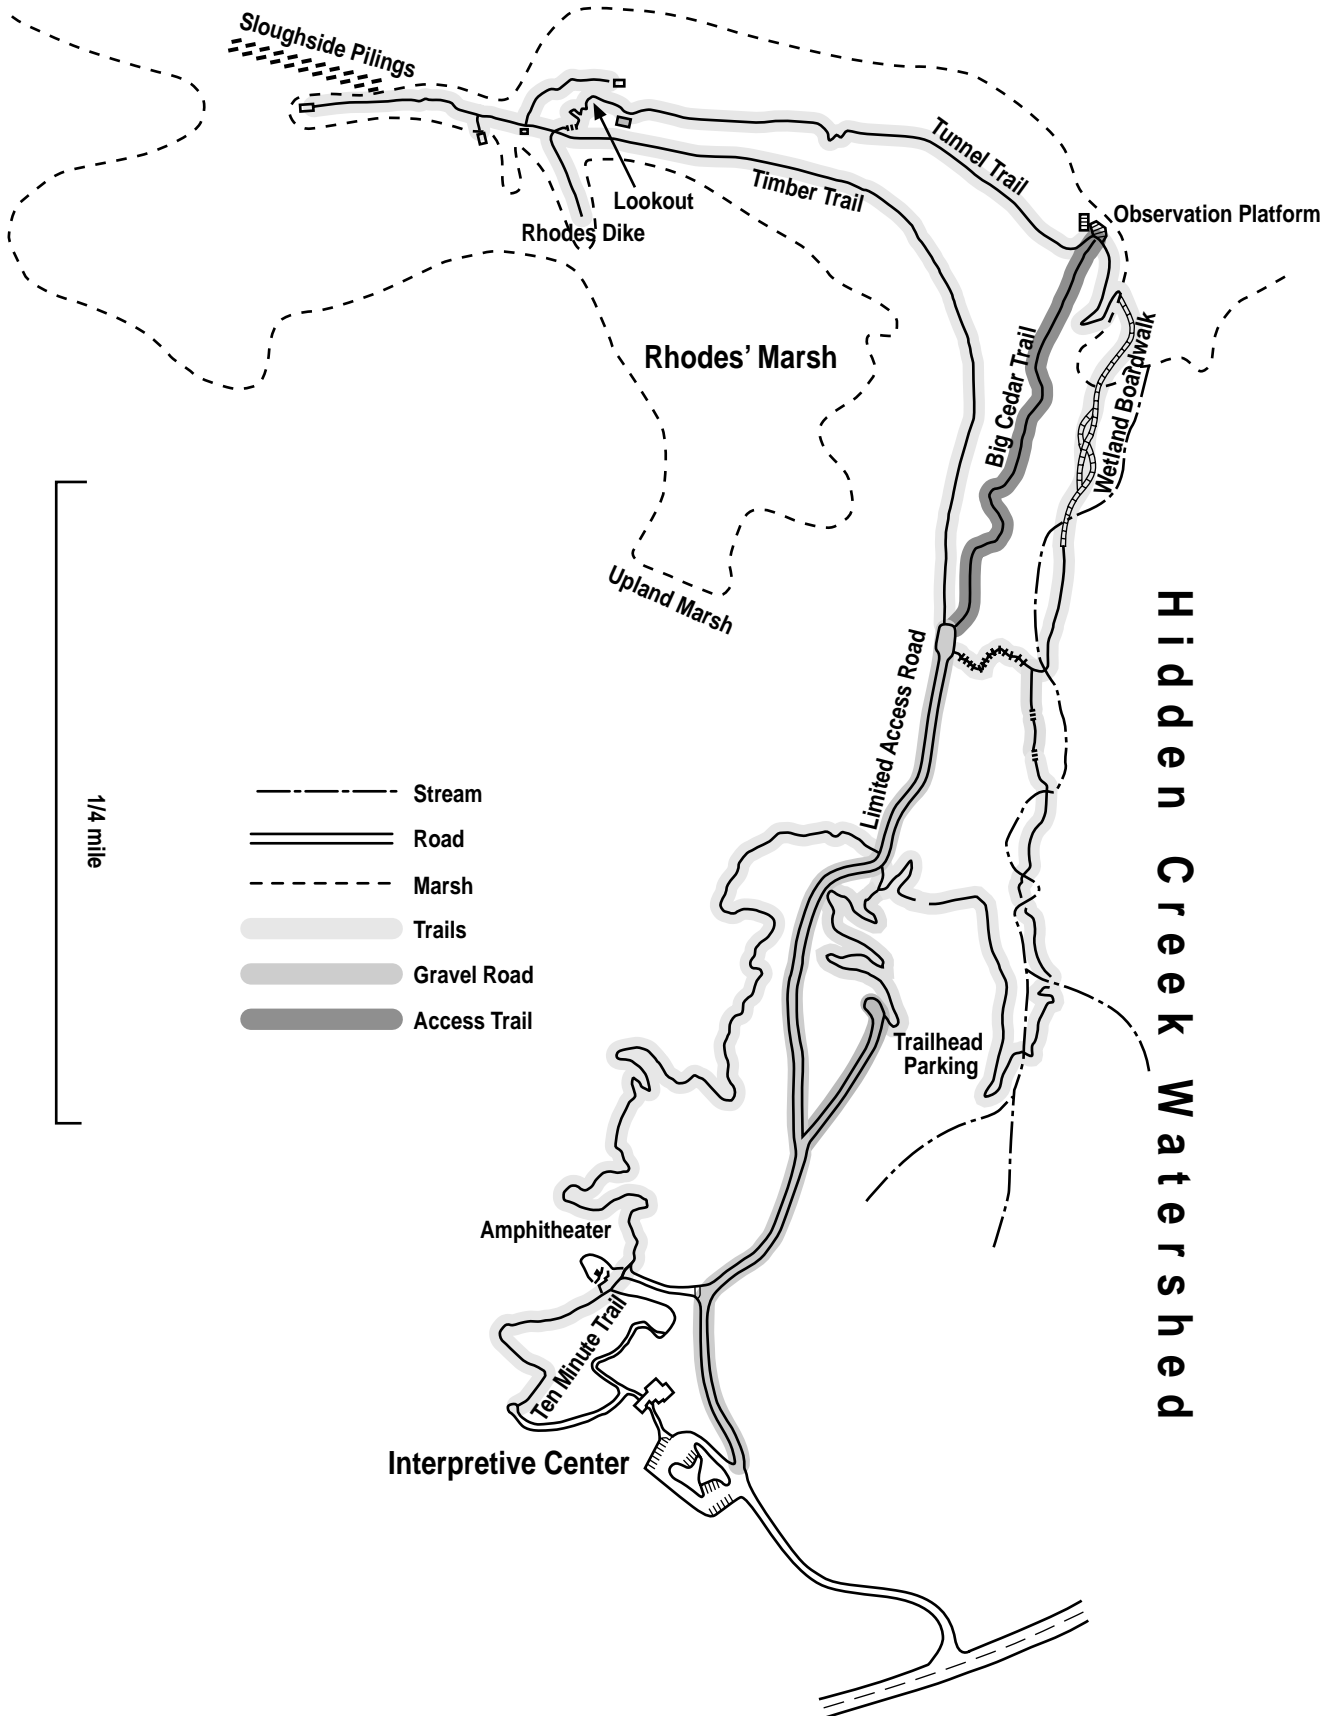 Sloughside Pilings
Tunnel Trail
Timber Trail
Lookout
Observation Platform
Rhodes Dike
Rhodes’ Marsh
Big Cedar Trail
Wetland Boardwalk
Upland Marsh
Hidden Creek Watershed
Limited Access Road
1/4 mile
Stream
Road
Marsh
Trails
Gravel Road
Access Trail
Trailhead
Parking
Amphitheater
Ten Minute Trail
Interpretive Center